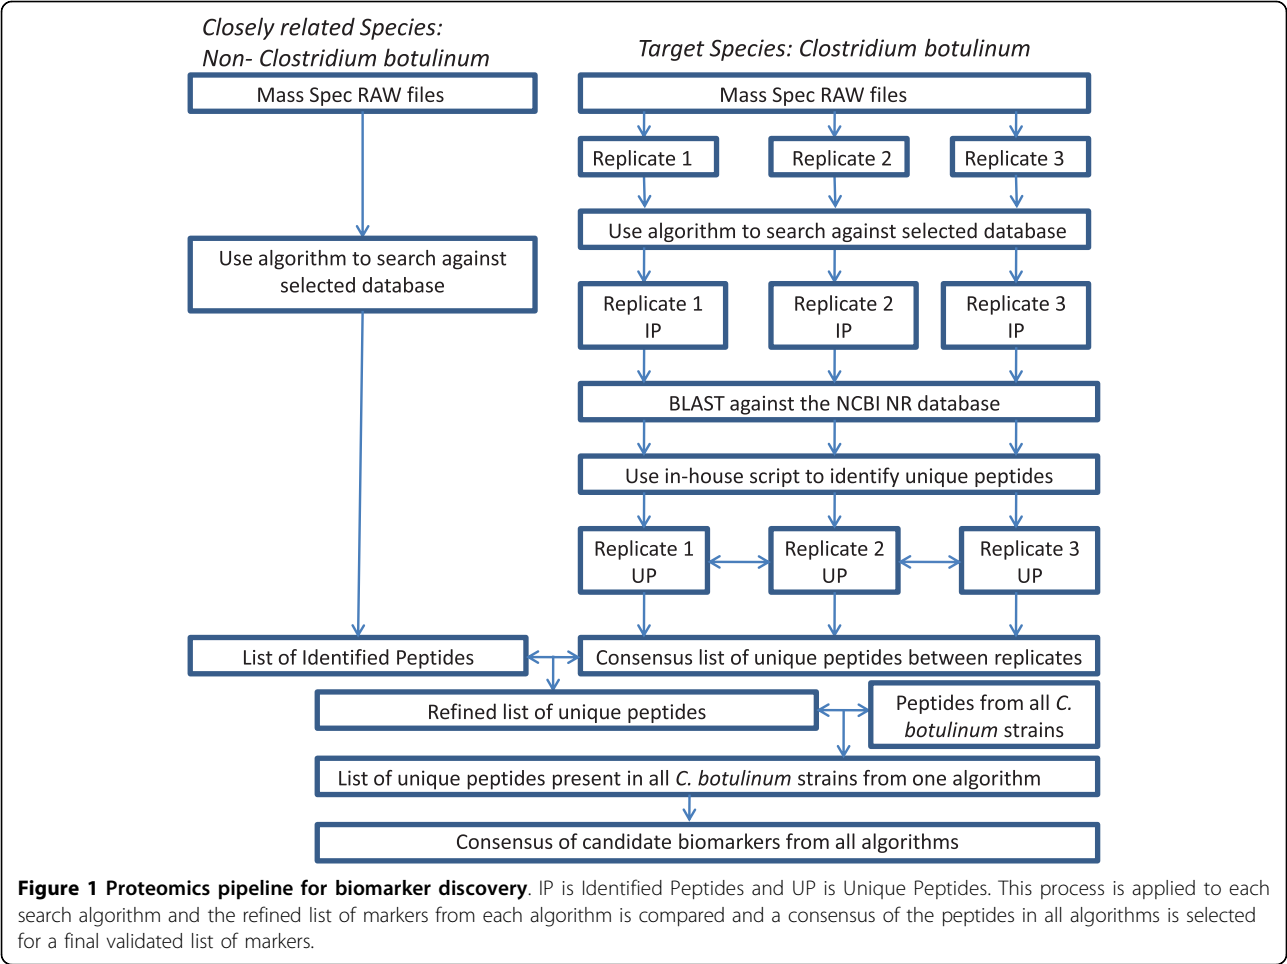 Closely related Species:
Non- Clostridium botulinum
Target Species: Clostridium botulinum
Mass Spec RAW files
Mass Spec RAW files
Replicate 1
Replicate 2
Replicate 3
Use algorithm to search against selected database
Use algorithm to search against
selected database
Replicate 1
IP
Replicate 2
IP
Replicate 3
IP
BLAST against the NCBI NR database
Use in-house script to identify unique peptides
Replicate 1
UP
Replicate 2
UP
Replicate 3
UP
List of Identified Peptides
Consensus list of unique peptides between replicates
Refined list of unique peptides
Peptides from all C.
botulinum strains
List of unique peptides present in all C. botulinum strains from one algorithm
Consensus of candidate biomarkers from all algorithms
Figure 1 Proteomics pipeline for biomarker discovery. IP is Identified Peptides and UP is Unique Peptides. This process is applied to each
search algorithm and the refined list of markers from each algorithm is compared and a consensus of the peptides in all algorithms is selected
for a final validated list of markers.